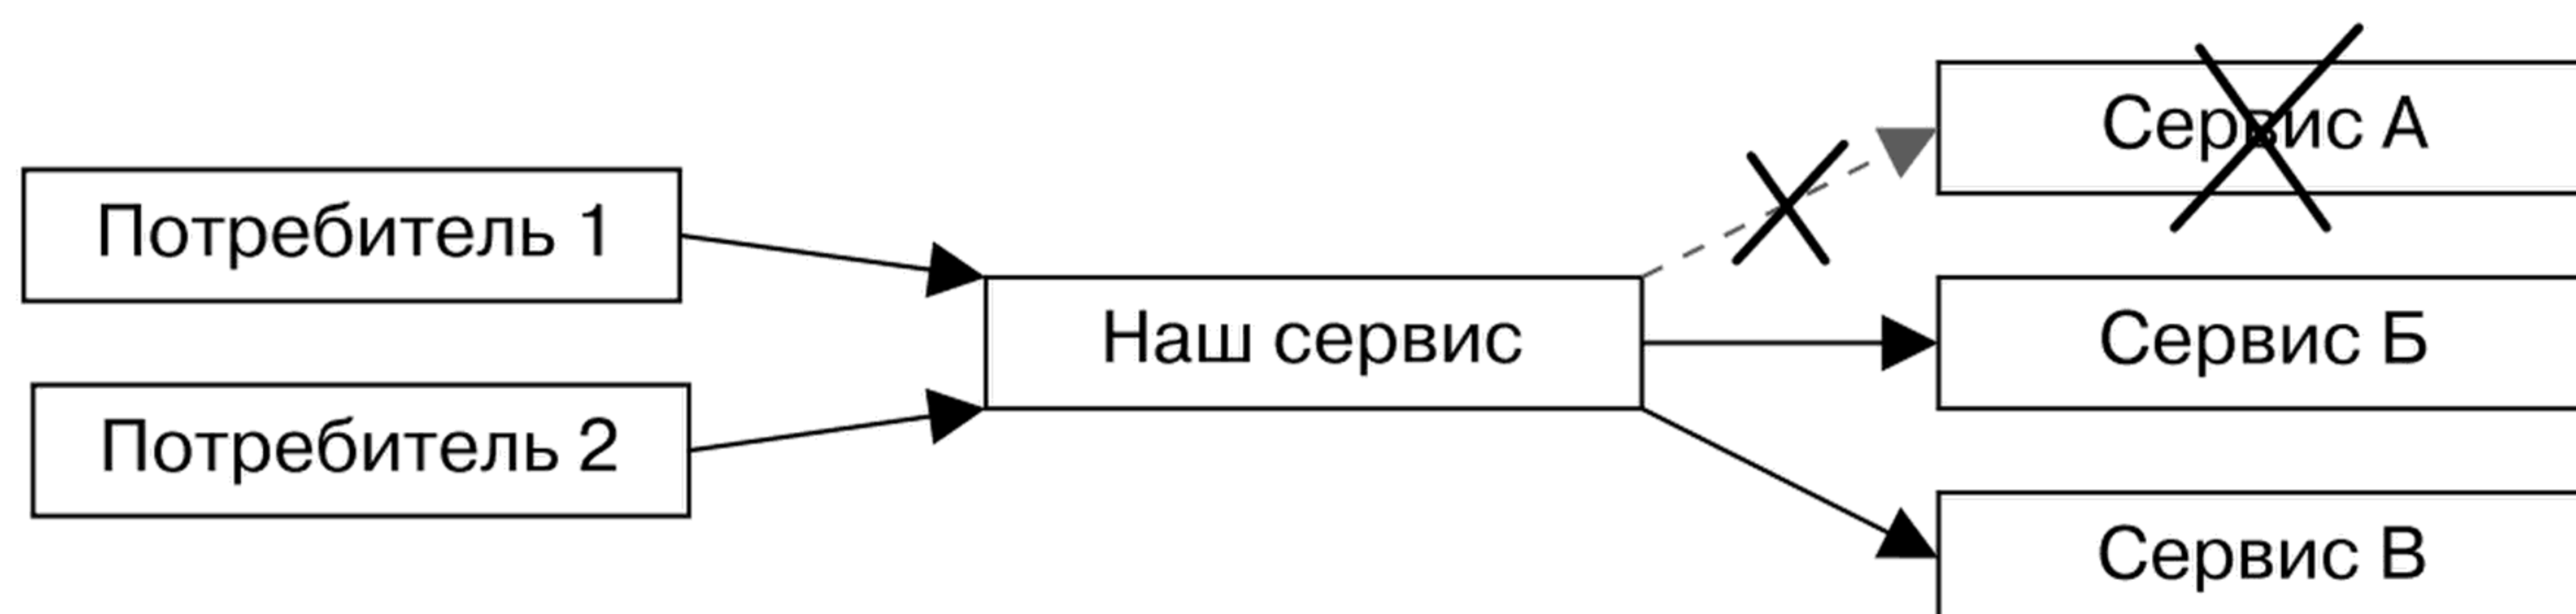 Потребитель 1
Потребитель 2
Наш сервис
Сервис А
Сервис Б
Сервис В